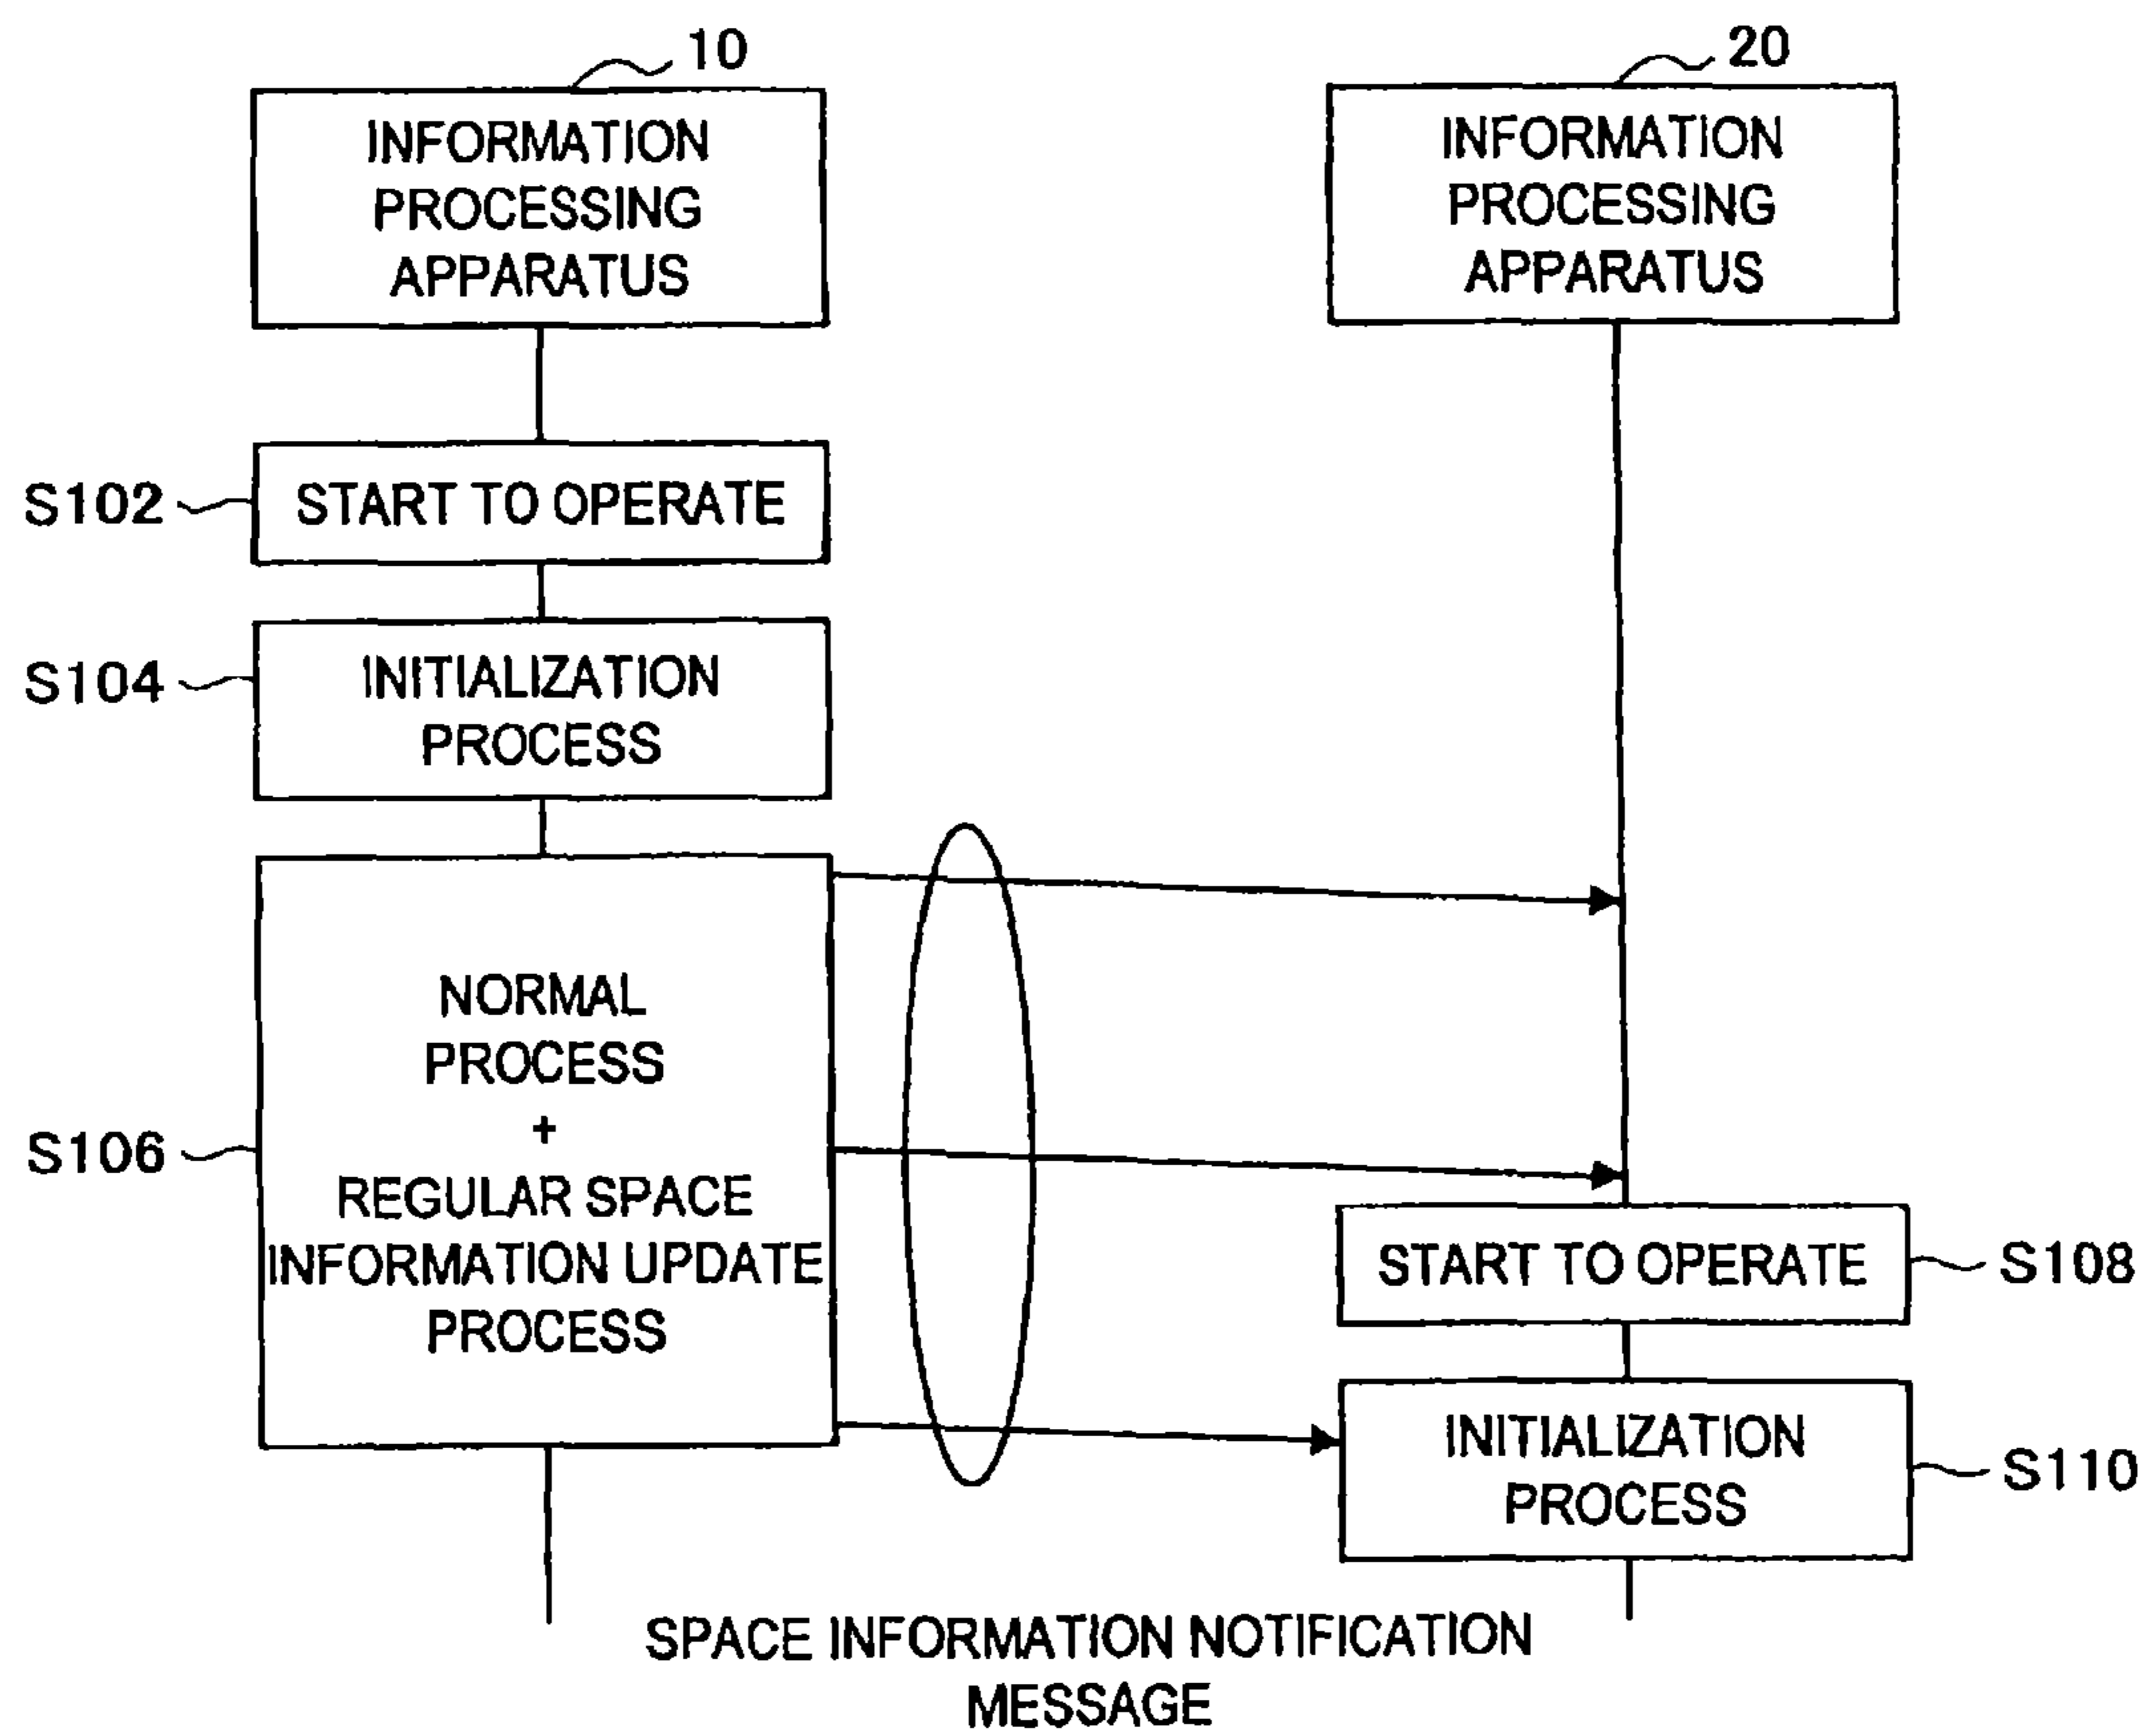 10
INFORMATION
PROCESSING
APPARATUS
20
INFORMATION
PROCESSING
APPARATUS
S102
START TO OPERATE
S104
INITIALIZATION
PROCESS
S106
NORMAL
PROCESS
+
REGULAR SPACE
INFORMATION UPDATE
PROCESS
START TO OPERATE
S108
INITIALIZATION
PROCESS
S110
SPACE INFORMATION NOTIFICATION
MESSAGE